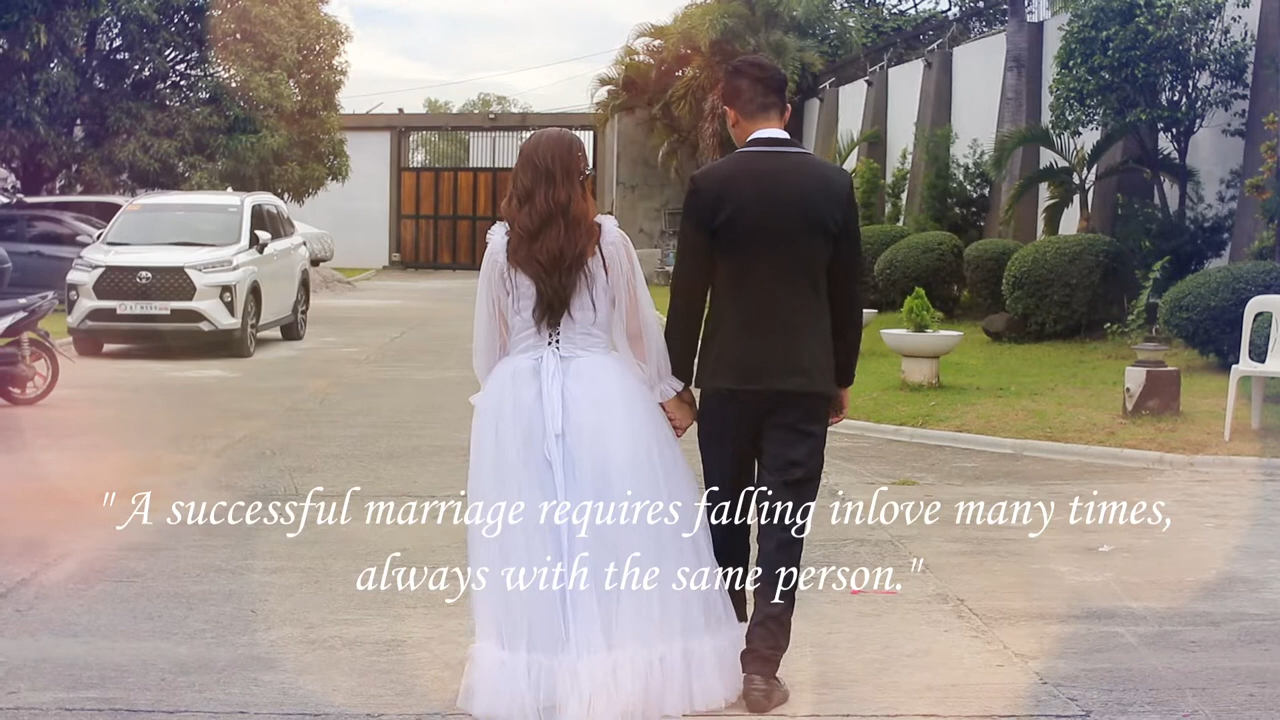 " A successful marriage requires falling inlove many times,
always with the same person."